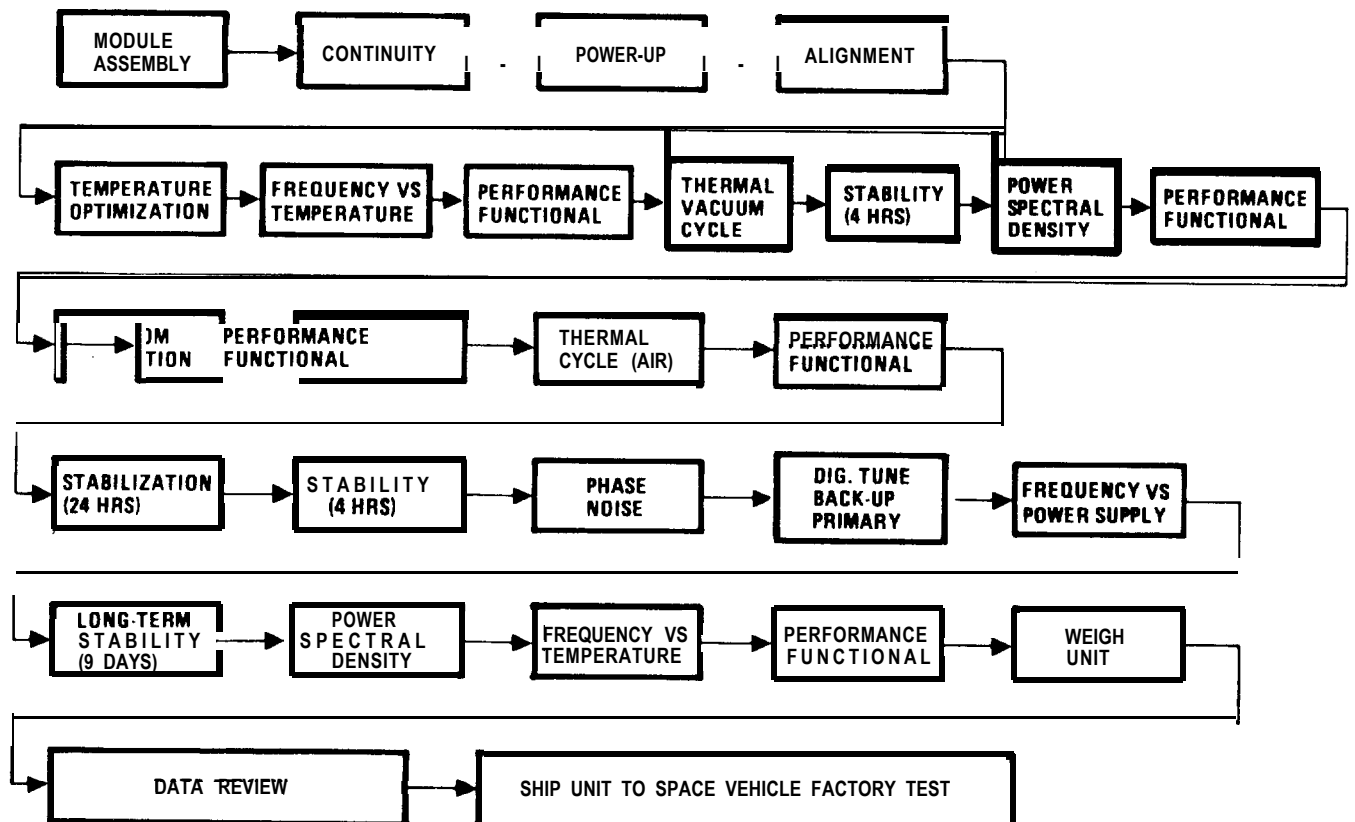 MODULE
ASSEMBLY
CONTINUITY
-
POWER-UP
-
ALIGNMENT
TEMPERATURE
OPTIMIZATION
FREQUENCY VS
TEMPERATURE
PERFORMANCE
FUNCTIONAL
THERMAL
VACUUM
CYCLE
STABILITY
(4 HRS)
POWER
SPECTRAL
DENSITY
PERFORMANCE
FUNCTIONAL
TION
PERFORMANCE
FUNCTIONAL
THERMAL
CYCLE (AIR)
PERFORMANCE
FUNCTIONAL
STABILIZATION
(24 HRS)
STABILITY
(4 HRS)
PHASE
NOISE
DIG. TUNE
BACK-UP
PRIMARY
FREQUENCY VS
POWER SUPPLY
LONG-TERM
STABILITY
(9 DAYS)
POWER
SPECTRAL
DENSITY
FREQUENCY VS
TEMPERATURE
PERFORMANCE
FUNCTIONAL
WEIGH
UNIT
DATA REVIEW
SHIP UNIT TO SPACE VEHICLE FACTORY TEST